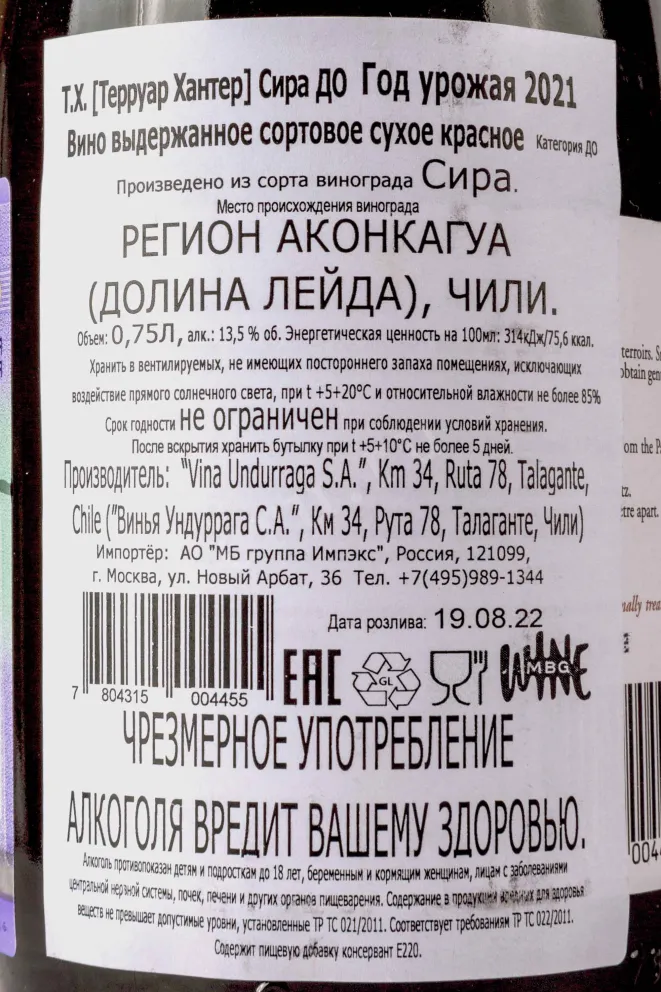 Т.Х. [Терруар Хантер] Сира ДО Год урожая 2021
Вино выдержанное сортовое сухое красное Категория ДО
Произведено из сорта винограда Сира.
Место происхождения винограда
РЕГИОН АКОНКАГУА
(ДОЛИНА ЛЕЙДА), ЧИЛИ.
Объем: 0,75Л, алк.: 13,5 % об. Энергетическая ценность на 100мл: 314кДж/75,6 ккал.
Хранить в вентилируемых, не имеющих постороннего запаха помещениях, исключающих
воздействие прямого солнечного света, при t +5+20°С и относительной влажности не более 85%
Срок годности не ограничен при соблюдении условий хранения.
После вскрытия хранить бутылку при t +5+10°С не более 5 дней.
Производитель: "Vina Undurraga S.A.", Km 34, Ruta 78, Talagante,
Chile ("Винья Ундуррага С.А.", Км 34, Рута 78, Талаганте, Чили)
Импортёр: АО "МБ группа Импэкс", Россия, 121099,
г. Москва, ул. Новый Арбат, 36 Тел. +7(495)989-1344
Дата розлива: 19.08.22
7 804315 004455
EAC GL WINE MBG
ЧРЕЗМЕРНОЕ УПОТРЕБЛЕНИЕ
АЛКОГОЛЯ ВРЕДИТ ВАШЕМУ ЗДОРОВЬЮ.
Алкоголь противопоказан детям и подросткам до 18 лет, беременным и кормящим женщинам, лицам с заболеваниями
центральной нервной системы, почек, печени и других органов пищеварения. Содержание в продукции для здоровья
веществ не превышает допустимые уровни, установленные ТР ТС 021/2011. Соответствует требованиям ТР ТС 022/2011.
Содержит пищевую добавку консервант Е220.
terroirs.
obtain
om the
etre apart.